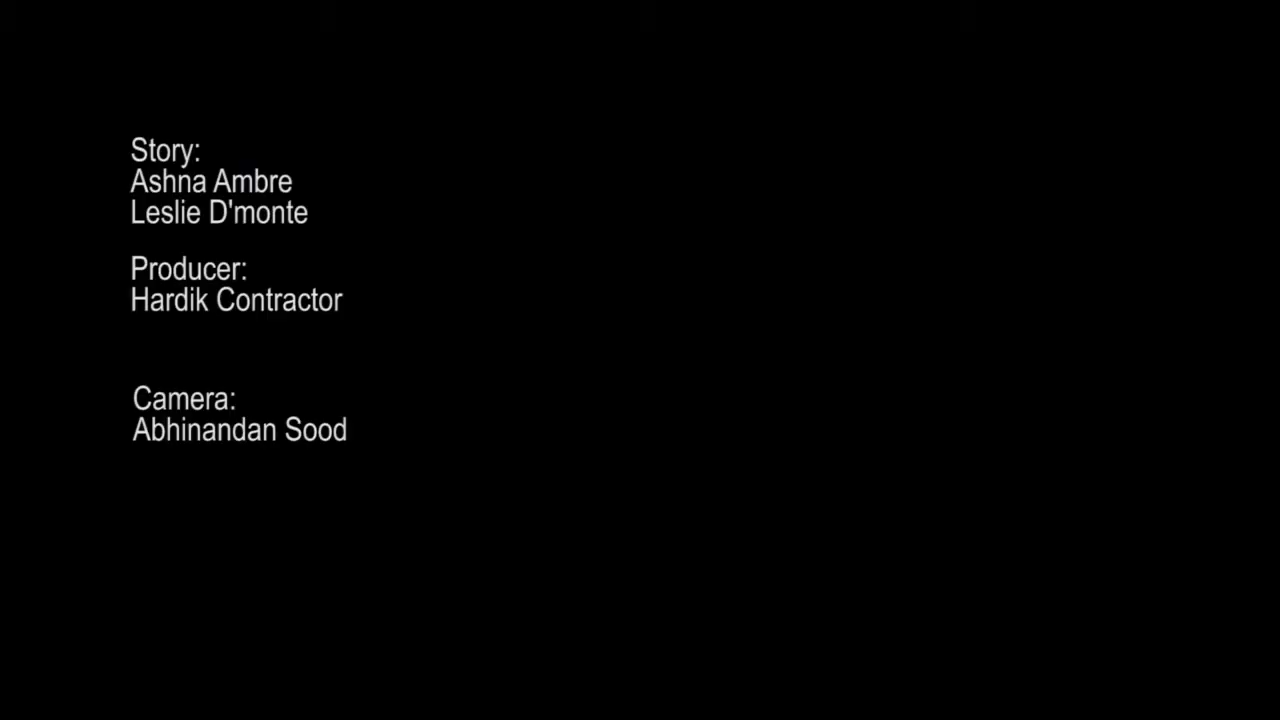 Story:
Ashna Ambre
Leslie D'monte
Producer:
Hardik Contractor
Camera:
Abhinandan Sood